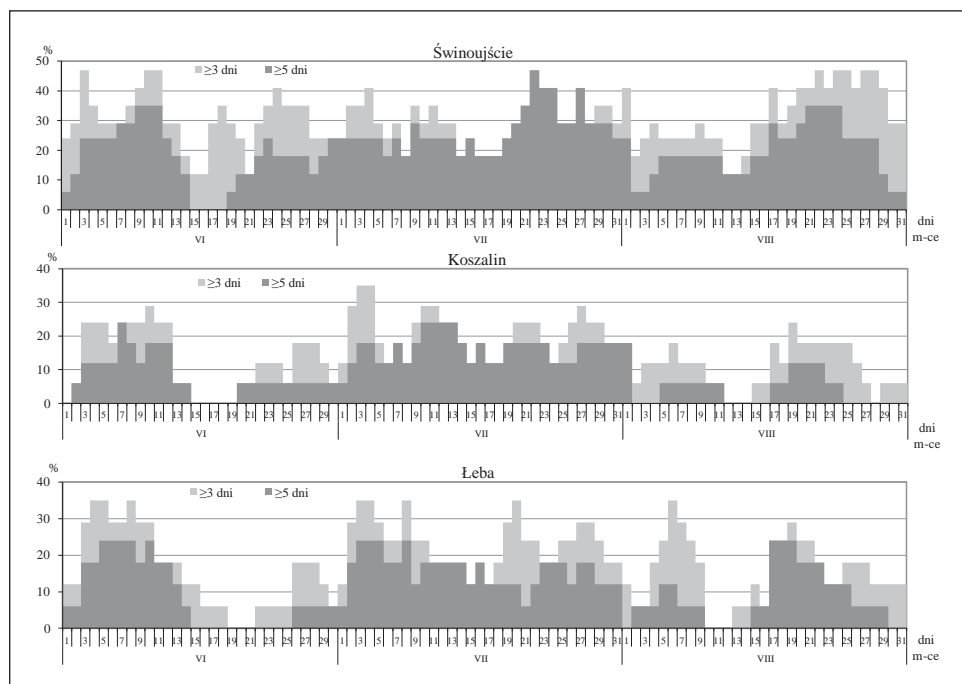 Świnoujście
%
≥3 dni ≥5 dni
50
40
30
20
10
0
1 3 5 7 9 11 13 15 17 19 21 23 25 27 29 1 3 5 7 9 11 13 15 17 19 21 23 25 27 29 31 1 3 5 7 9 11 13 15 17 19 21 23 25 27 29 31 dni
VI VII VIII m-ce
Koszalin
%
≥3 dni ≥5 dni
40
30
20
10
0
1 3 5 7 9 11 13 15 17 19 21 23 25 27 29 1 3 5 7 9 11 13 15 17 19 21 23 25 27 29 31 1 3 5 7 9 11 13 15 17 19 21 23 25 27 29 31 dni
VI VII VIII m-ce
Łeba
%
≥3 dni ≥5 dni
40
30
20
10
0
1 3 5 7 9 11 13 15 17 19 21 23 25 27 29 1 3 5 7 9 11 13 15 17 19 21 23 25 27 29 31 1 3 5 7 9 11 13 15 17 19 21 23 25 27 29 31 dni
VI VII VIII m-ce